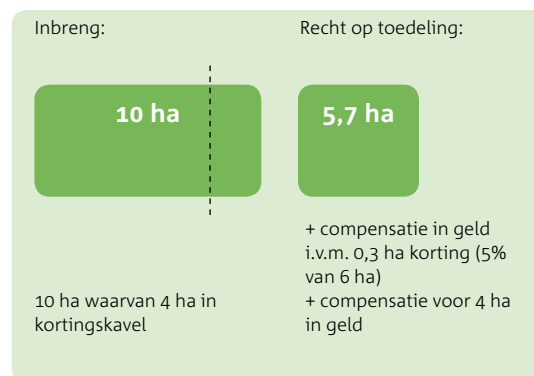 Inbreng:
Recht op toedeling:
10 ha
5,7 ha
10 ha waarvan 4 ha in
kortingskavel
+ compensatie in geld
i.v.m. 0,3 ha korting (5%
van 6 ha)
+ compensatie voor 4 ha
in geld